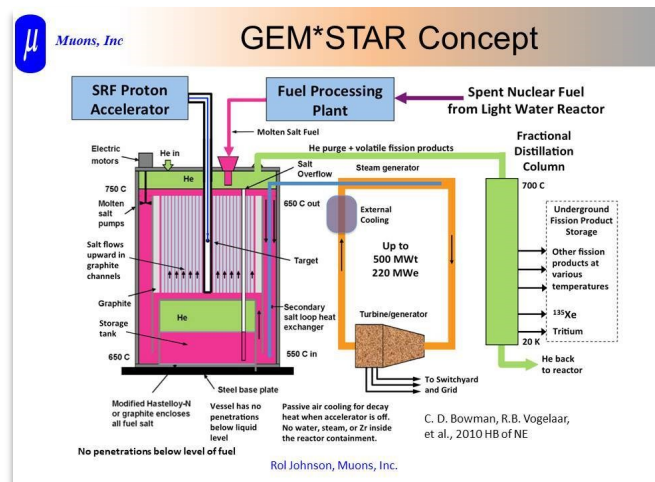 μ
Muons, Inc
GEM*STAR Concept
SRF Proton
Accelerator
Fuel Processing
Plant
Spent Nuclear Fuel
from Light Water Reactor
Molten Salt Fuel
Electric
motors
He in
He purge + volatile fission products
Fractional
Distillation
Column
Salt
Overflow
Steam generator
He
750 C
650 C out
700 C
Molten
salt
pumps
External
Cooling
Underground
Fission Product
Storage
Salt flows
upward in
graphite
channels
Target
Up to
500 MWt
220 MWe
Other fission
products at
various
temperatures
Graphite
He
Secondary
salt loop heat
exchanger
Turbine/generator
135Xe
Storage
tank
Tritium
650 C
550 C in
20 K
He back
to reactor
Steel base plate
To Switchyard
and Grid
Modified Hastelloy-N
or graphite encloses
all fuel salt
Vessel has no
penetrations
below liquid
level
Passive air cooling for decay
heat when accelerator is off.
No water, steam, or Zr inside
the reactor containment.
C. D. Bowman, R.B. Vogelaar,
et al., 2010 HB of NE
No penetrations below level of fuel
Rol Johnson, Muons, Inc.